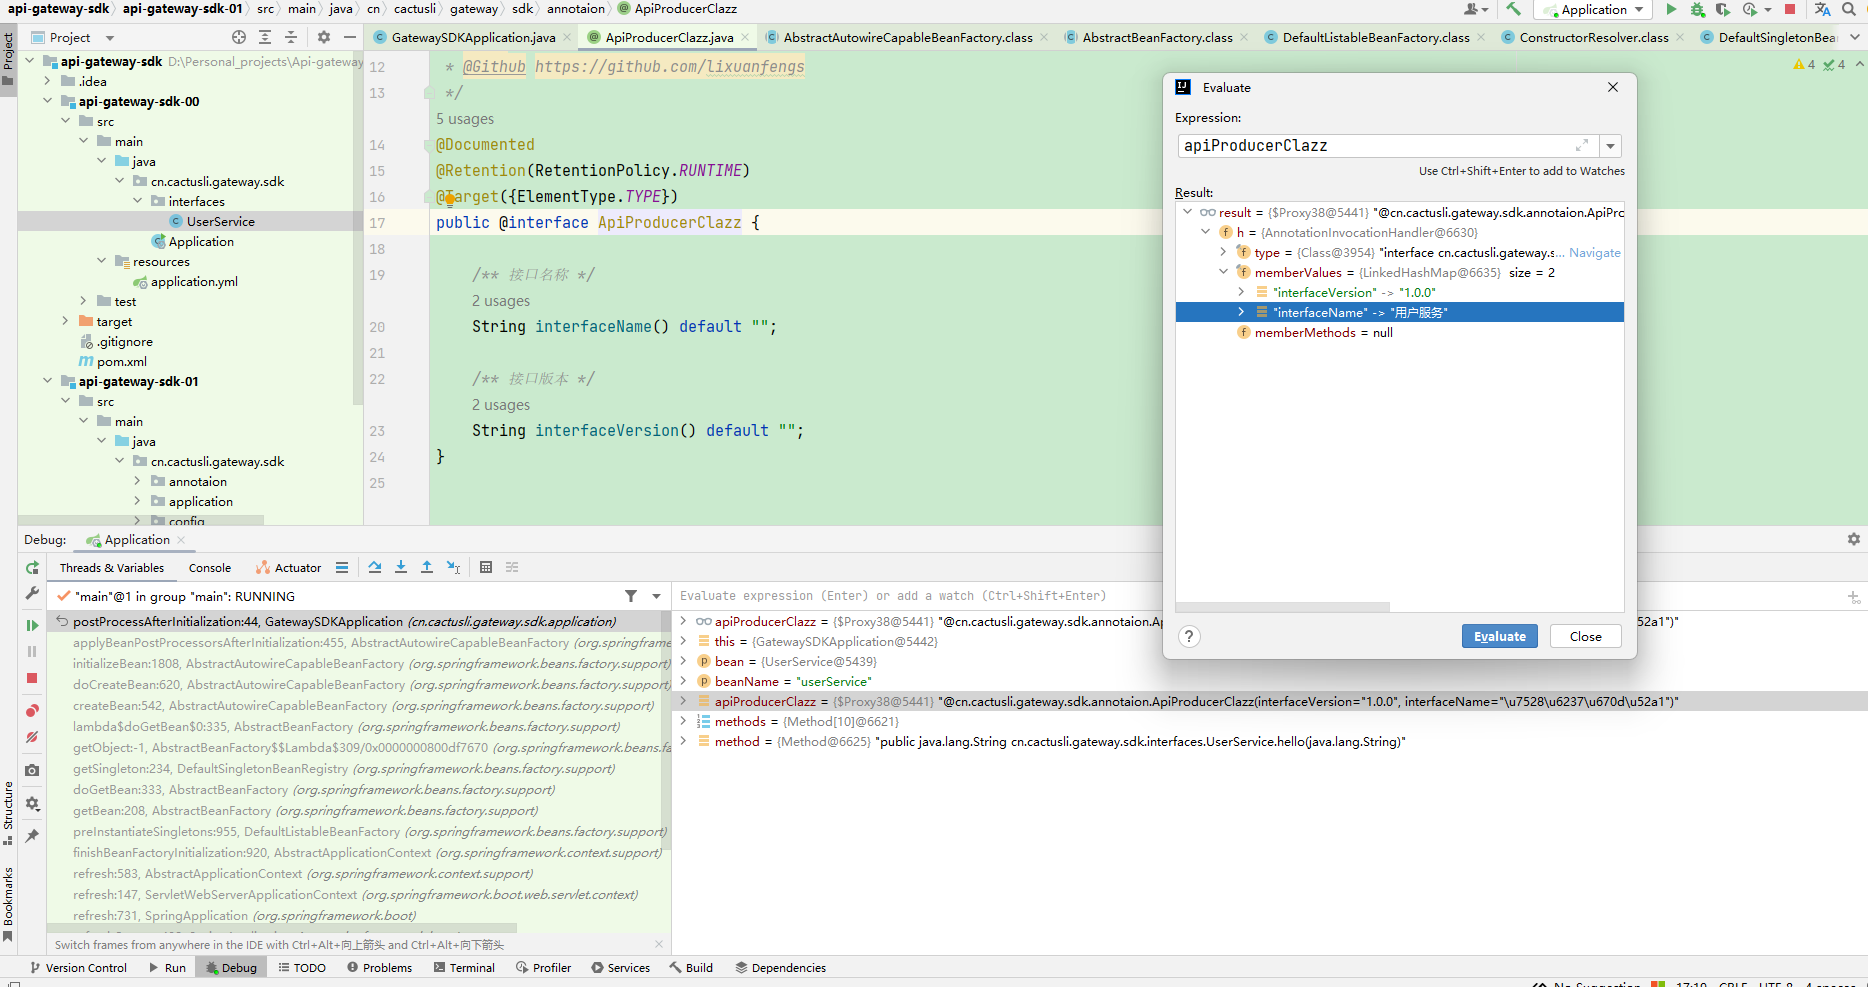 api-gateway-sdk api-gateway-sdk-01 src main java cn cactusli gateway sdk annotaion ApiProducerClazz
Application
Project
GatewaySDKApplication.java ApiProducerClazz.java AbstractAutowireCapableBeanFactory.class AbstractBeanFactory.class DefaultListableBeanFactory.class ConstructorResolver.class DefaultSingletonBea
Project
api-gateway-sdk D:\Personal_projects\Api-gateway
.idea
api-gateway-sdk-00
src
main
java
cn.cactusli.gateway.sdk
interfaces
UserService
Application
resources
application.yml
test
target
.gitignore
pom.xml
api-gateway-sdk-01
src
main
java
cn.cactusli.gateway.sdk
annotaion
application
config
4 4
12 * @Github https://github.com/lixuanfengs
13 */
5 usages
14 @Documented
15 @Retention(RetentionPolicy.RUNTIME)
16 @Target({ElementType.TYPE})
17 public @interface ApiProducerClazz {
18
19 /** 接口名称 */
2 usages
20 String interfaceName() default "";
21
22 /** 接口版本 */
2 usages
23 String interfaceVersion() default "";
24 }
25
Evaluate
Expression:
apiProducerClazz
Use Ctrl+Shift+Enter to add to Watches
Result:
result = {$Proxy38@5441} "@cn.cactusli.gateway.sdk.annotaion.ApiPro
h = {AnnotationInvocationHandler@6630}
type = {Class@3954} "interface cn.cactusli.gateway.s... Navigate
memberValues = {LinkedHashMap@6635} size = 2
"interfaceVersion" -> "1.0.0"
"interfaceName" -> "用户服务"
memberMethods = null
?
Evaluate Close
Debug: Application
Threads & Variables Console Actuator
"main"@1 in group "main": RUNNING
postProcessAfterInitialization:44, GatewaySDKApplication (cn.cactusli.gateway.sdk.application)
applyBeanPostProcessorsAfterInitialization:455, AbstractAutowireCapableBeanFactory (org.springframe
initializeBean:1808, AbstractAutowireCapableBeanFactory (org.springframework.beans.factory.support)
doCreateBean:620, AbstractAutowireCapableBeanFactory (org.springframework.beans.factory.support)
createBean:542, AbstractAutowireCapableBeanFactory (org.springframework.beans.factory.support)
lambda$doGetBean$0:335, AbstractBeanFactory (org.springframework.beans.factory.support)
getObject:-1, AbstractBeanFactory$$Lambda$309/0x0000000800df7670 (org.springframework.beans.fa
getSingleton:234, DefaultSingletonBeanRegistry (org.springframework.beans.factory.support)
doGetBean:333, AbstractBeanFactory (org.springframework.beans.factory.support)
getBean:208, AbstractBeanFactory (org.springframework.beans.factory.support)
preInstantiateSingletons:955, DefaultListableBeanFactory (org.springframework.beans.factory.support)
finishBeanFactoryInitialization:920, AbstractApplicationContext (org.springframework.context.support)
refresh:583, AbstractApplicationContext (org.springframework.context.support)
refresh:147, ServletWebServerApplicationContext (org.springframework.boot.web.servlet.context)
refresh:731, SpringApplication (org.springframework.boot)
Switch frames from anywhere in the IDE with Ctrl+Alt+向上箭头 and Ctrl+Alt+向下箭头
Evaluate expression (Enter) or add a watch (Ctrl+Shift+Enter)
apiProducerClazz = {$Proxy38@5441} "@cn.cactusli.gateway.sdk.annotaion.Ap u52a1")"
this = {GatewaySDKApplication@5442}
bean = {UserService@5439}
beanName = "userService"
apiProducerClazz = {$Proxy38@5441} "@cn.cactusli.gateway.sdk.annotaion.ApiProducerClazz(interfaceVersion="1.0.0", interfaceName="\u7528\u6237\u670d\u52a1")"
methods = {Method[10]@6621}
method = {Method@6625} "public java.lang.String cn.cactusli.gateway.sdk.interfaces.UserService.hello(java.lang.String)"
Structure
Bookmarks
Version Control Run Debug TODO Problems Terminal Profiler Services Build Dependencies